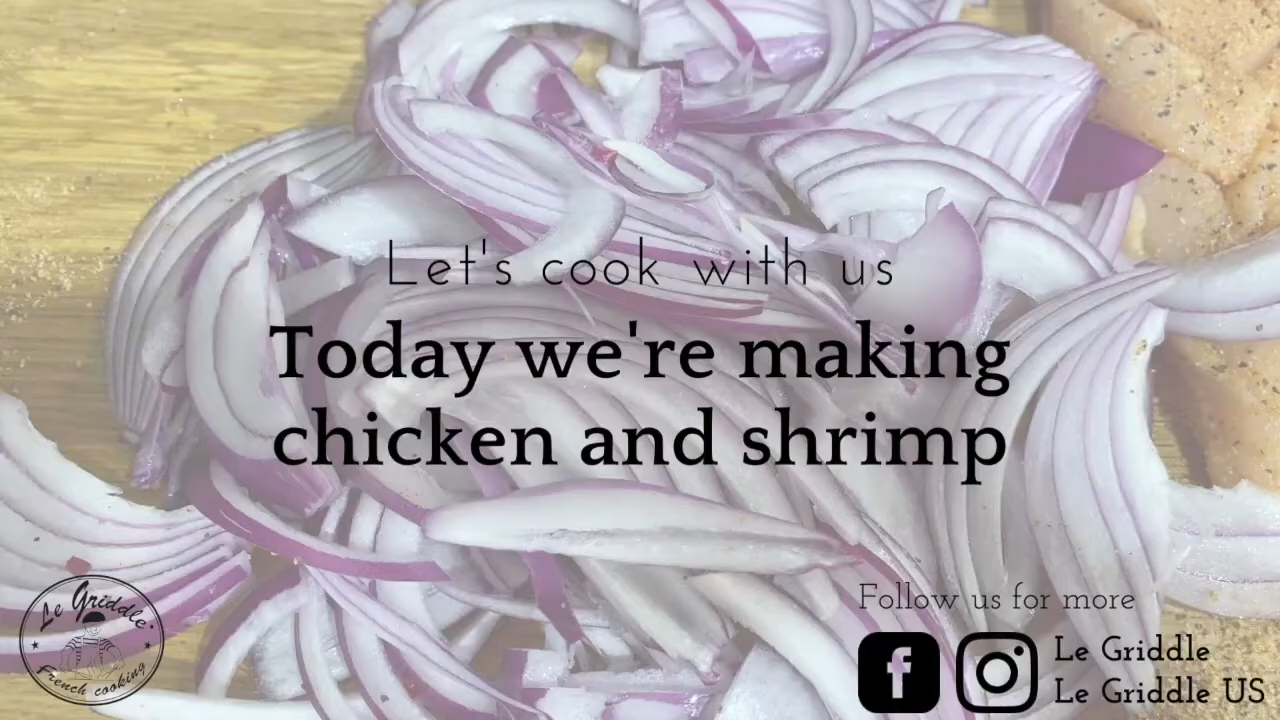 Let's cook with us
Today we're making
chicken and shrimp
Follow us for more
Le Griddle
Le Griddle US
Le Griddle
French cooking